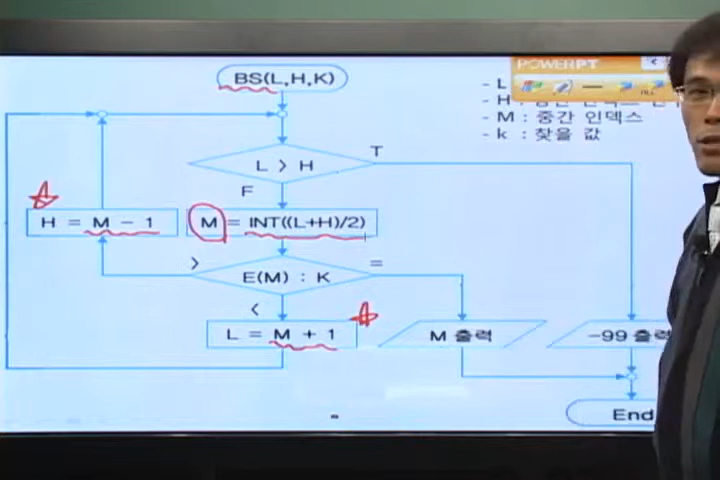 BS(L,H,K)
POWERPT
- L
- H
- M : 중간 인덱스
- k : 찾을 값
L > H
T
F
H = M - 1
M = INT((L+H)/2)
>
E(M) : K
=
<
L = M + 1
M 출력
-99 출력
End